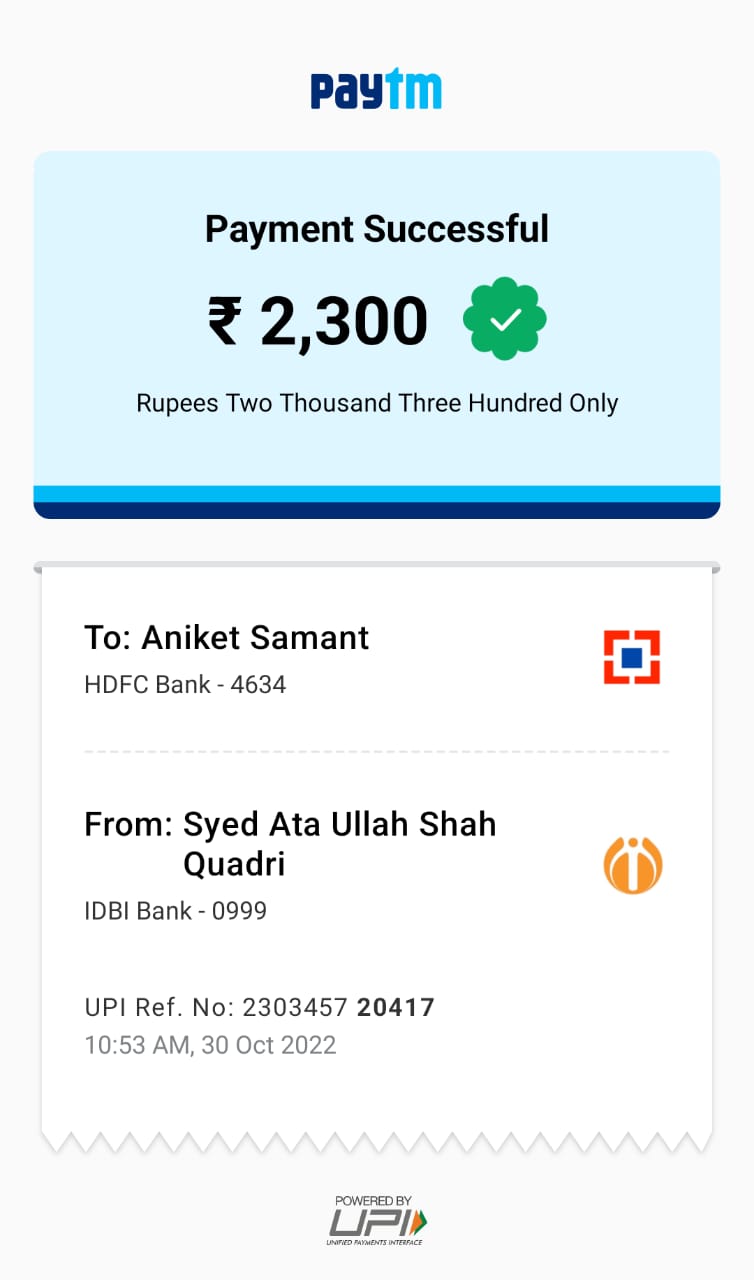 paytm
Payment Successful
₹ 2,300
Rupees Two Thousand Three Hundred Only
To: Aniket Samant
HDFC Bank - 4634
From: Syed Ata Ullah Shah
Quadri
IDBI Bank - 0999
UPI Ref. No: 2303457 20417
10:53 AM, 30 Oct 2022
POWERED BY
UPI
UNIFIED PAYMENTS INTERFACE